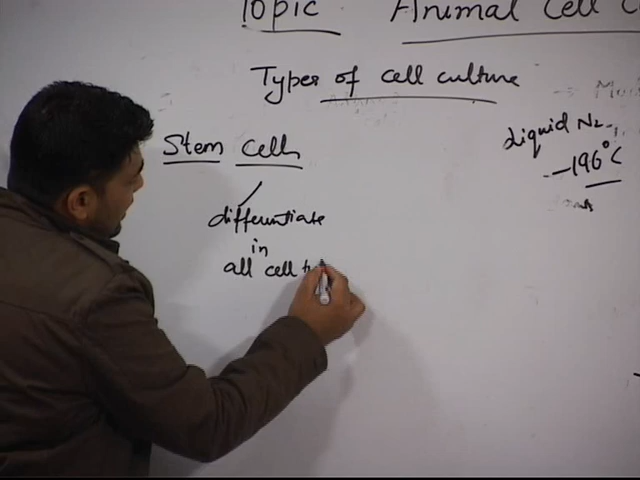 Topic Animal Cell C
Types of cell culture
Stem Cells
differentiate
in
all cell t
Liquid N2
-196°C